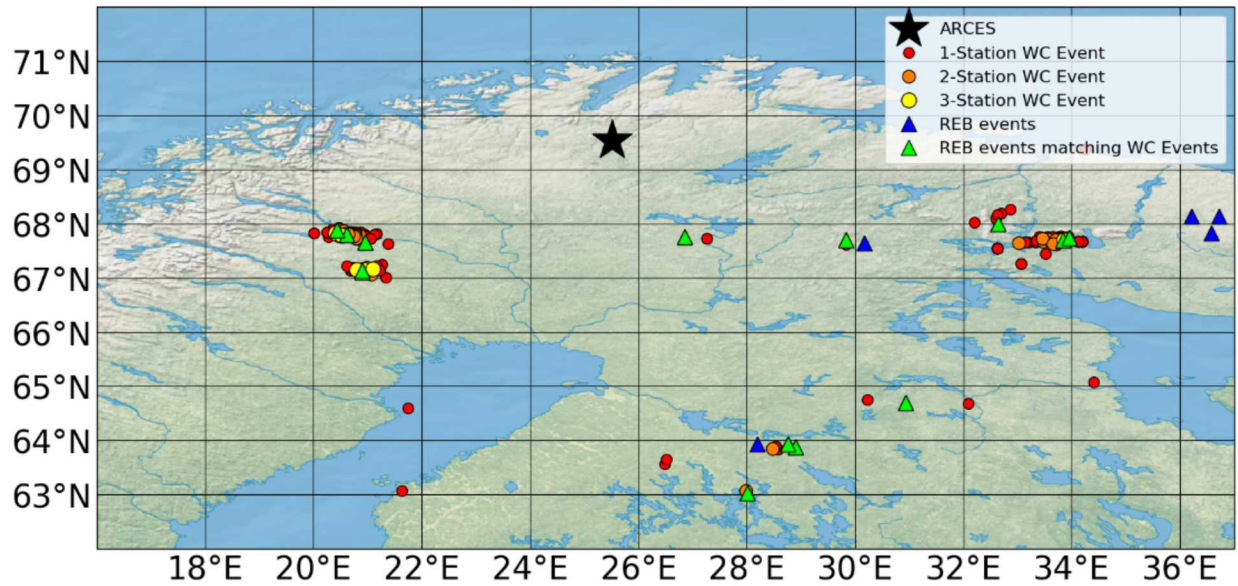 ARCES
1-Station WC Event
2-Station WC Event
3-Station WC Event
REB events
REB events matching WC Events
71°N
70°N
69°N
68°N
67°N
66°N
65°N
64°N
63°N
18°E 20°E 22°E 24°E 26°E 28°E 30°E 32°E 34°E 36°E